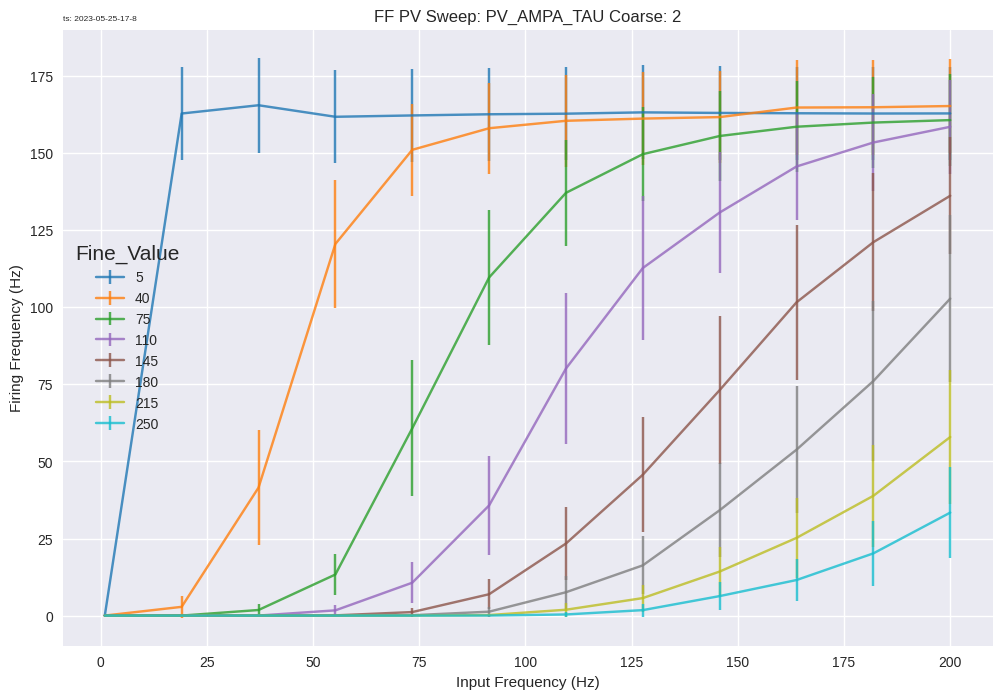 ts: 2023-05-25-17-8
FF PV Sweep: PV_AMPA_TAU Coarse: 2
Firing Frequency (Hz)
175
150
125
100
75
50
25
0
Fine_Value
5
40
75
110
145
180
215
250
0 25 50 75 100 125 150 175 200
Input Frequency (Hz)